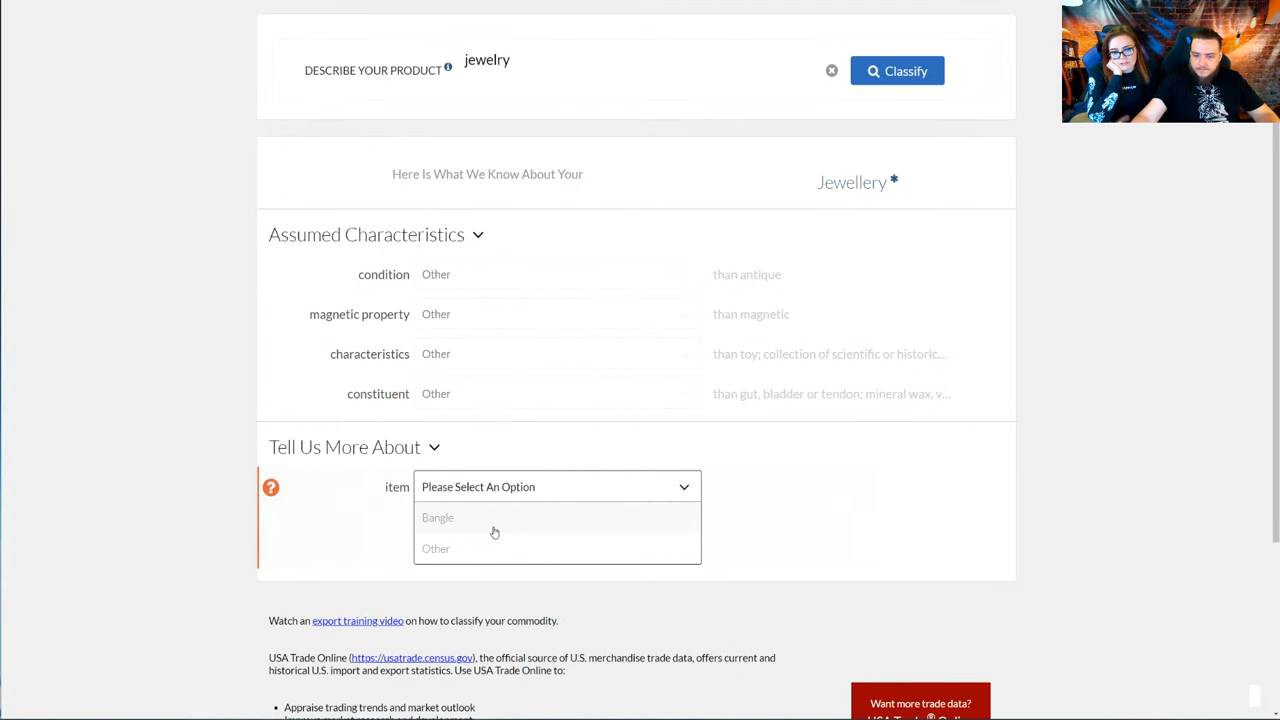 DESCRIBE YOUR PRODUCT
jewelry
Classify
Here Is What We Know About Your
Jewellery *
Assumed Characteristics
condition Other than antique
magnetic property Other than magnetic
characteristics Other than toy; collection of scientific or historic...
constituent Other than gut, bladder or tendon; mineral wax, v...
Tell Us More About
? item Please Select An Option
Bangle
Other
Watch an export training video on how to classify your commodity.
USA Trade Online (https://usatrade.census.gov), the official source of U.S. merchandise trade data, offers current and
historical U.S. import and export statistics. Use USA Trade Online to:
• Appraise trading trends and market outlook
Want more trade data?